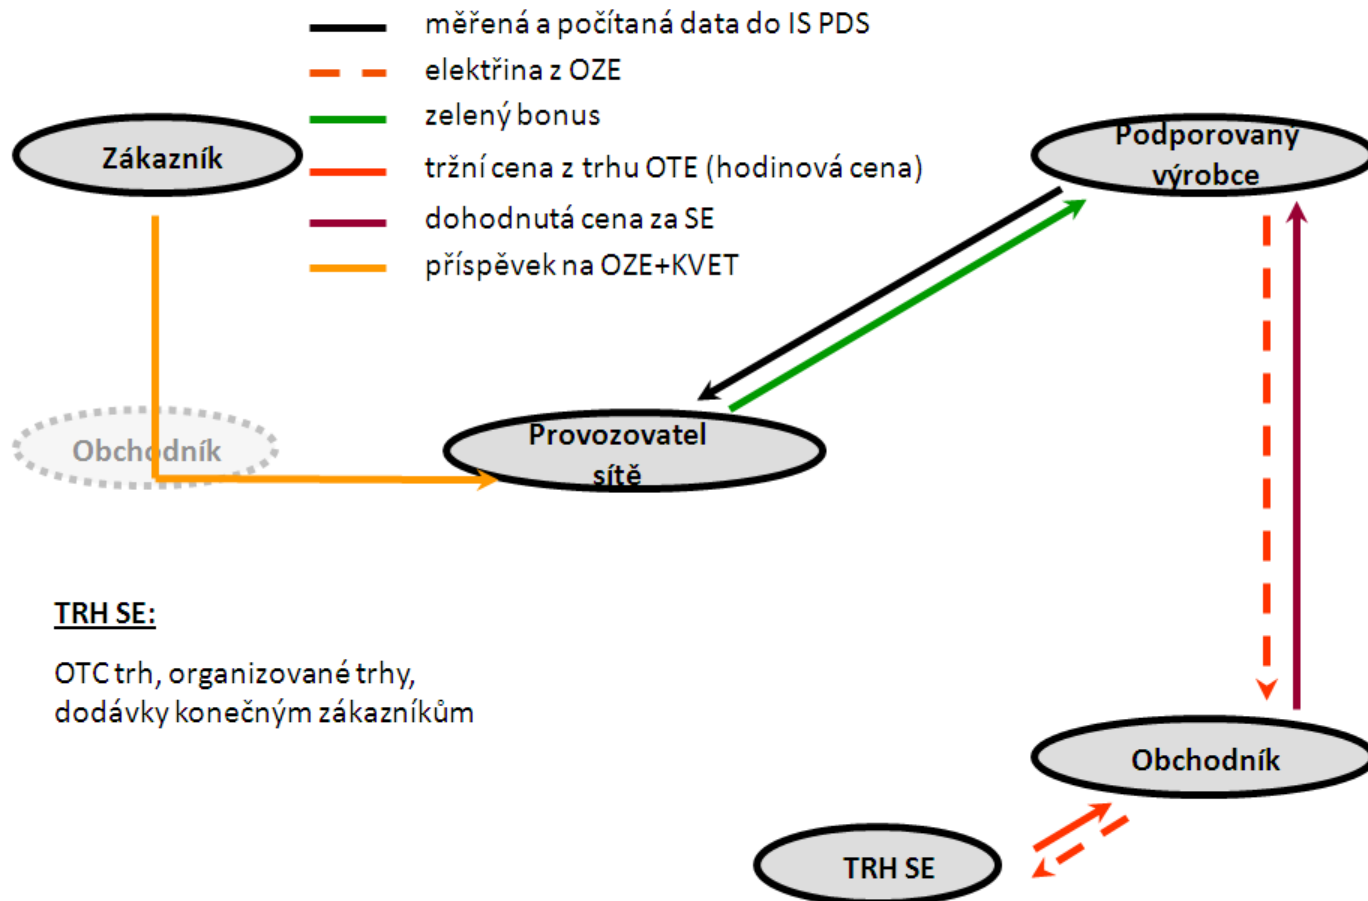 měřená a počítaná data do IS PDS
elektřina z OZE
zelený bonus
tržní cena z trhu OTE (hodinová cena)
dohodnutá cena za SE
příspěvek na OZE+KVET
Zákazník
Podporovaný
výrobce
Obchodník
Provozovatel
sítě
TRH SE:
OTC trh, organizované trhy,
dodávky konečným zákazníkům
Obchodník
TRH SE